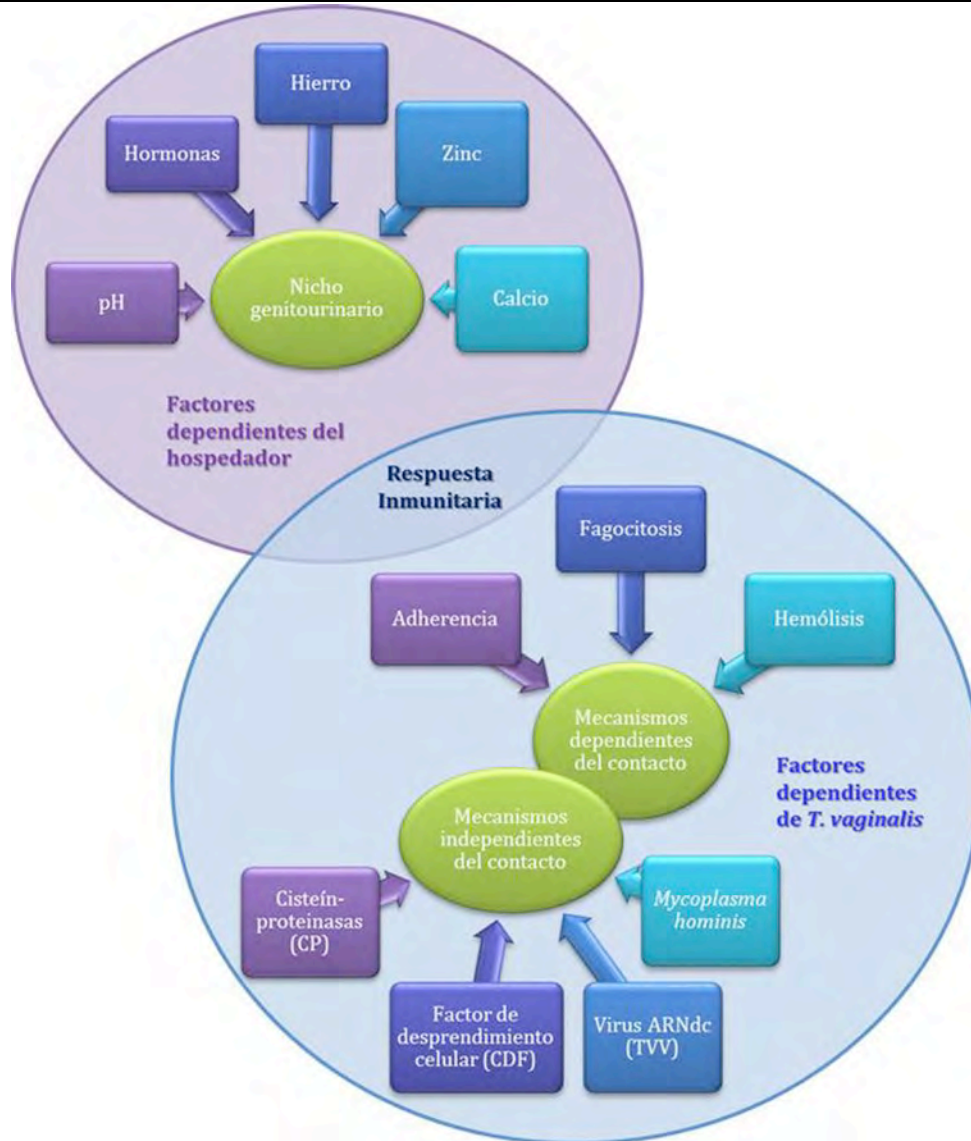 Hierro
Hormonas
Zinc
pH
Nicho
genitourinario
Calcio
Factores
dependientes del
hospedador
Respuesta
Inmunitaria
Fagocitosis
Adherencia
Hemólisis
Mecanismos
dependientes
del contacto
Factores
dependientes
de T. vaginalis
Mecanismos
independientes
del contacto
Cisteín-
proteinasas
(CP)
Mycoplasma
hominis
Factor de
desprendimiento
celular (CDF)
Virus ARNdc
(TVV)